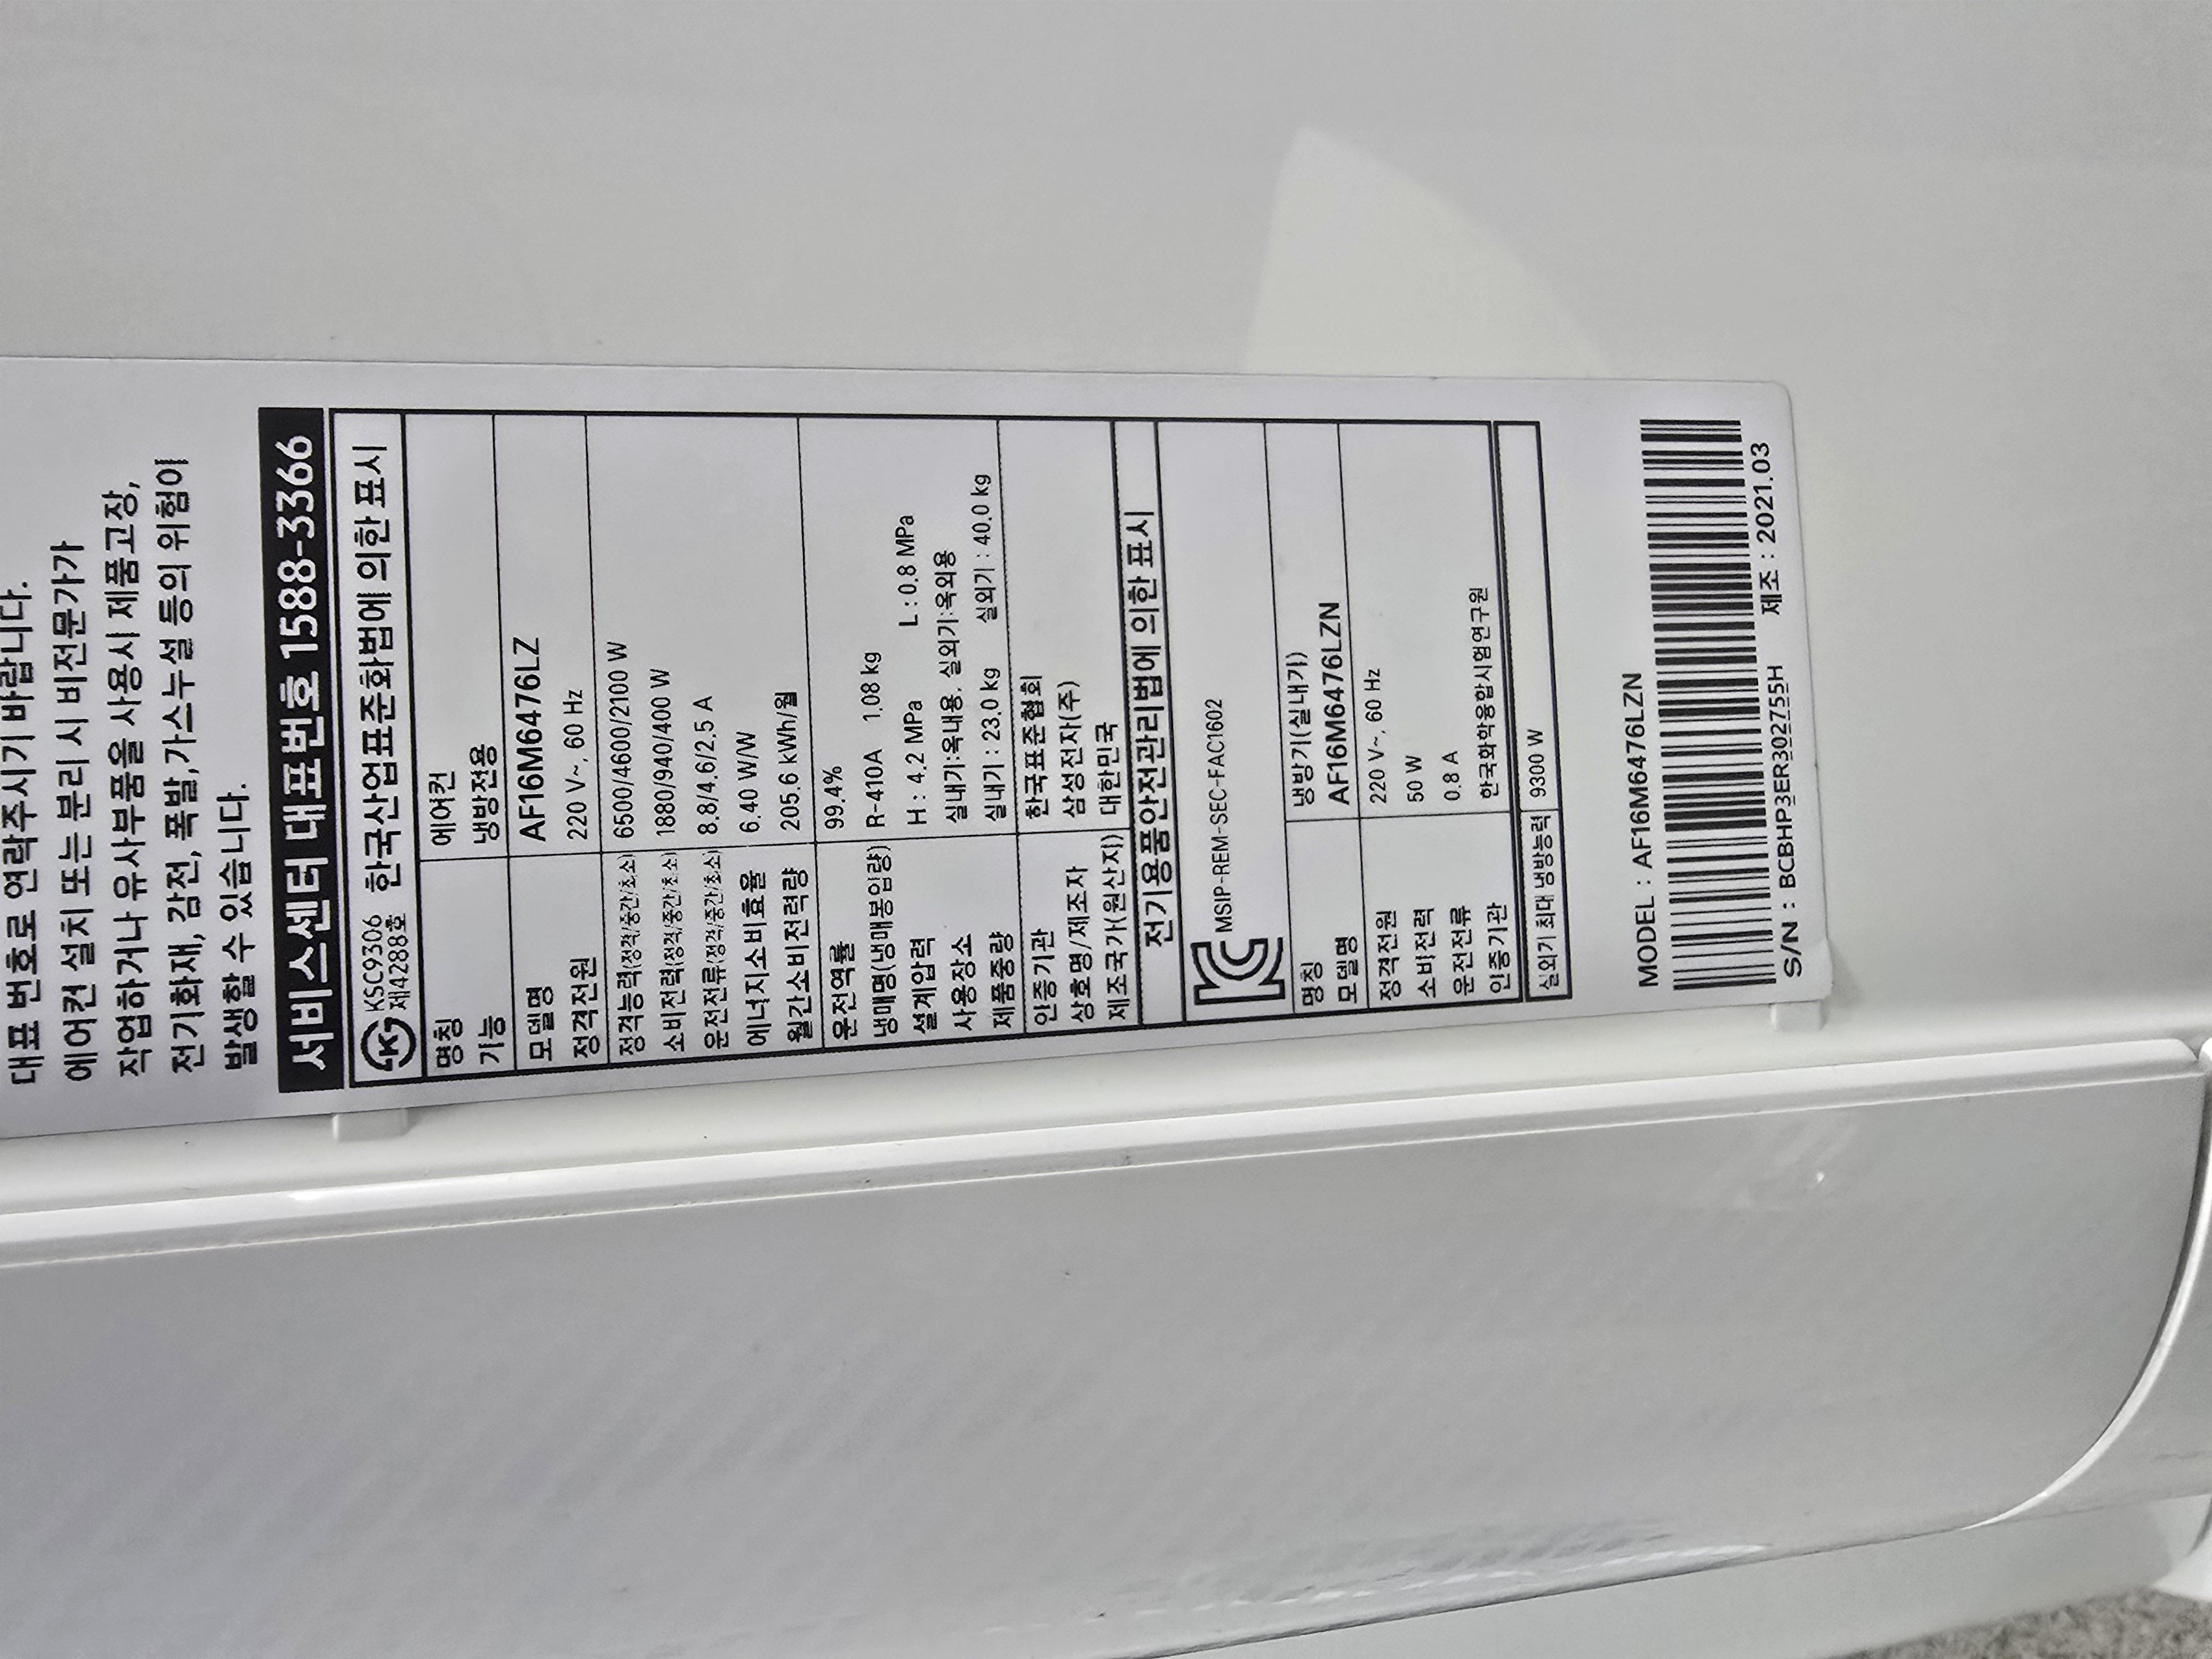 대표 번호로 연락주시기 바랍니다.
에어컨 설치 또는 분리 시 비전문가가
작업하거나 유사부품을 사용시 제품고장,
전기화재, 감전, 폭발,가스누설 등의 위험이
발생할 수 있습니다.
서비스센터 대표번호 1588-3366
KSC9306
제4288호
한국산업표준화법에 의한 표시
명칭 에어컨
기능 냉방전용
모델명 AF16M6476LZ
정격전원 220 V~, 60 Hz
정격능력(정격/중간/최소) 6500/4600/2100 W
소비전력(정격/중간/최소) 1880/940/400 W
운전전류(정격/중간/최소) 8.8/4.6/2.5 A
에너지소비효율 6.40 W/W
월간소비전력량 205.6 kWh/월
운전역률 99.4%
냉매명(냉매봉입량) R-410A 1.08 kg
설계압력 H : 4.2 MPa L : 0.8 MPa
사용장소 실내기:옥내용, 실외기:옥외용
제품중량 실내기 : 23.0 kg 실외기 : 40.0 kg
인증기관 한국표준협회
상호명/제조자 삼성전자(주)
제조국가(원산지) 대한민국
전기용품안전관리법에 의한 표시
MSIP-REM-SEC-FAC1602
명칭 냉방기(실내기)
모델명 AF16M6476LZN
정격전원 220 V~, 60 Hz
소비전력 50 W
운전전류 0.8 A
인증기관 한국화학융합시험연구원
실외기 최대 냉방능력 9300 W
MODEL : AF16M6476LZN
S/N : BCBHP3ER302755H 제조 : 2021.03